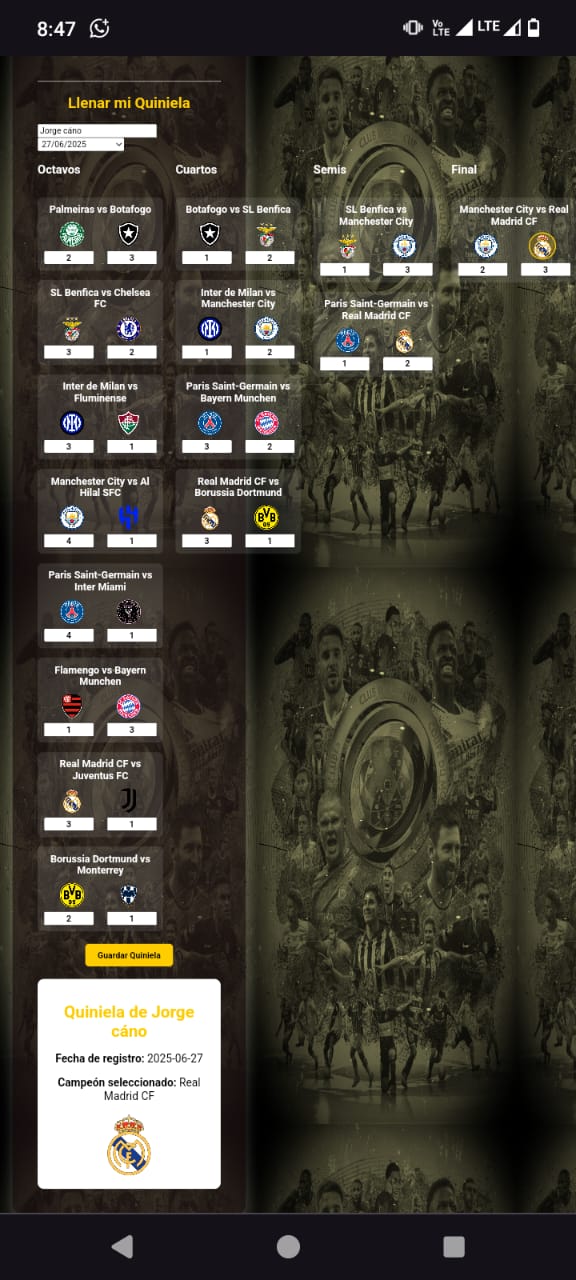 8:47
Vo
LTE
LTE
Llenar mi Quiniela
Jorge cáno
27/06/2025
Octavos
Palmeiras vs Botafogo
2 3
SL Benfica vs Chelsea
FC
3 2
Inter de Milan vs
Fluminense
3 1
Manchester City vs Al
Hilal SFC
4 1
Paris Saint-Germain vs
Inter Miami
4 1
Flamengo vs Bayern
Munchen
1 3
Real Madrid CF vs
Juventus FC
3 1
Borussia Dortmund vs
Monterrey
2 1
Cuartos
Botafogo vs SL Benfica
1 2
Inter de Milan vs
Manchester City
1 2
Paris Saint-Germain vs
Bayern Munchen
3 2
Real Madrid CF vs
Borussia Dortmund
BVB
09
3 1
Semis
SL Benfica vs
Manchester City
1 3
Paris Saint-Germain vs
Real Madrid CF
1 2
Final
Manchester City vs Real
Madrid CF
2 3
Guardar Quiniela
Quiniela de Jorge
cáno
Fecha de registro: 2025-06-27
Campeón seleccionado: Real
Madrid CF